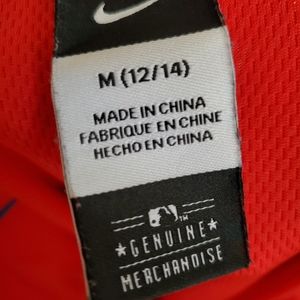 M (12/14)
MADE IN CHINA
FABRIQUE EN CHINE
HECHO EN CHINA
GENUINE
MERCHANDISE